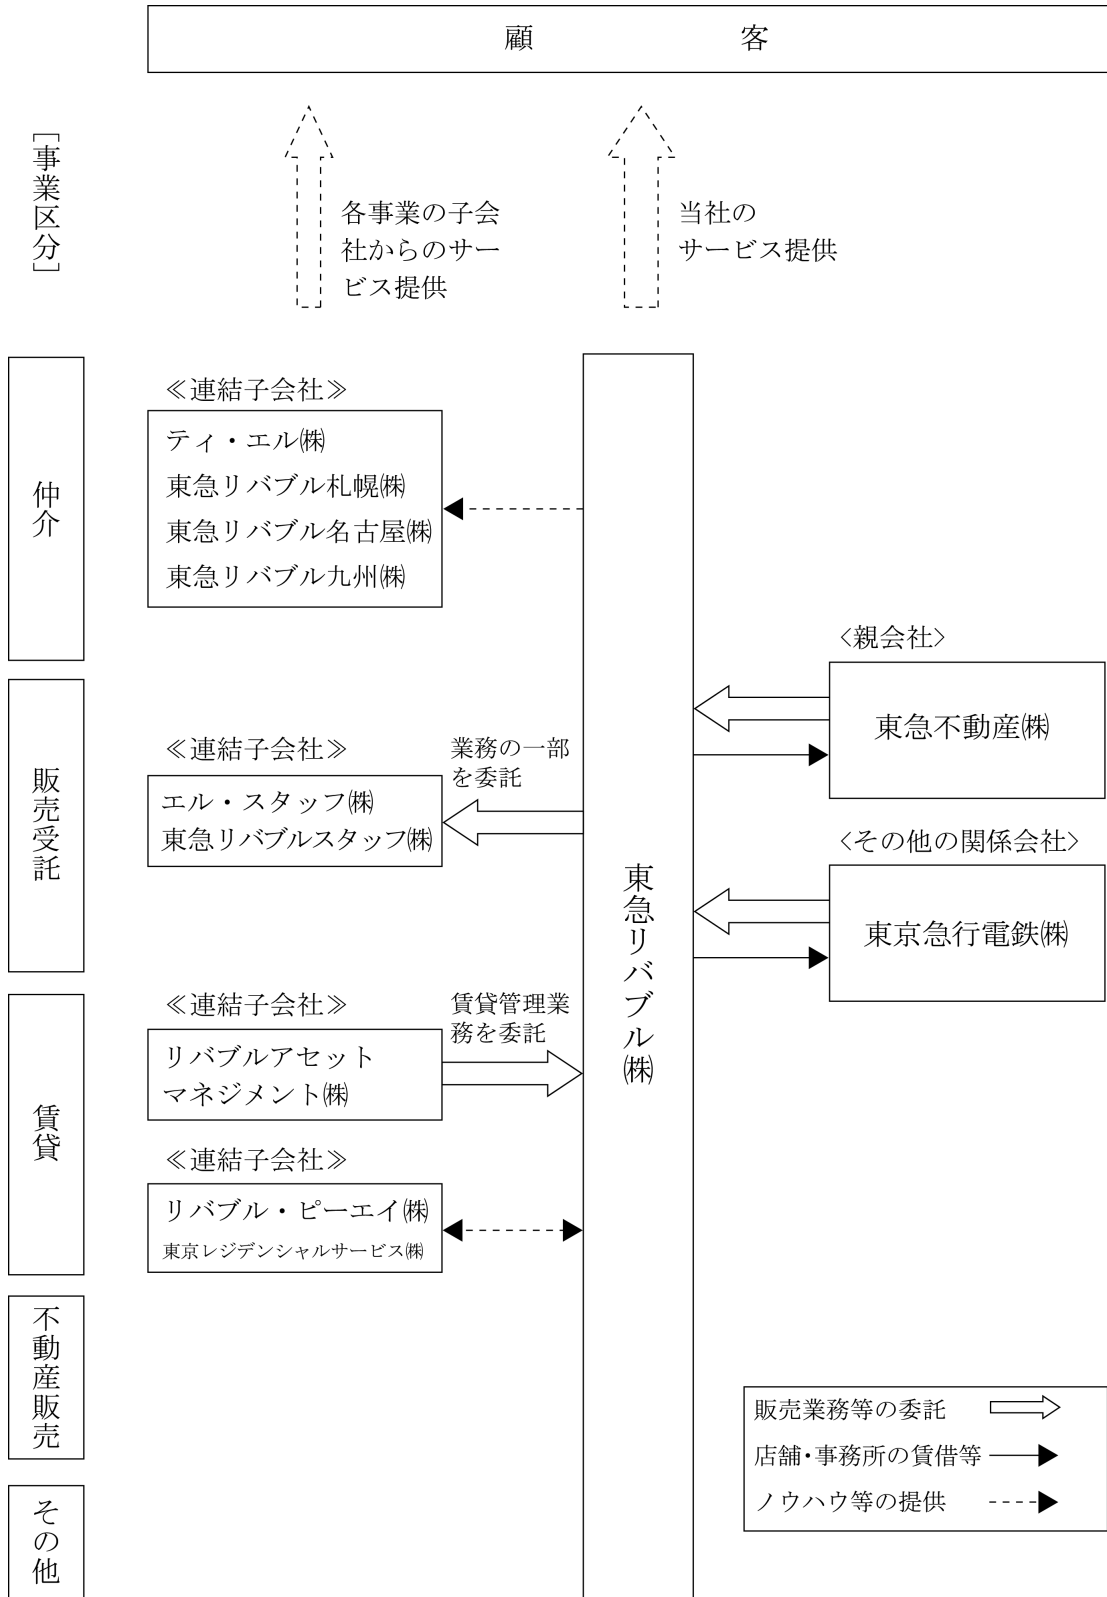 顧客
[事業区分]
各事業の子会
社からのサー
ビス提供
当社の
サービス提供
仲介
≪連結子会社≫
ティ・エル㈱
東急リバブル札幌㈱
東急リバブル名古屋㈱
東急リバブル九州㈱
販売受託
≪連結子会社≫
エル・スタッフ㈱
東急リバブルスタッフ㈱
業務の一部
を委託
賃貸
≪連結子会社≫
リバブルアセット
マネジメント㈱
賃貸管理業
務を委託
≪連結子会社≫
リバブル・ピーエイ㈱
東京レジデンシャルサービス㈱
不動産販売
その他
東急リバブル㈱
〈親会社〉
東急不動産㈱
〈その他の関係会社〉
東京急行電鉄㈱
販売業務等の委託
店舗・事務所の賃借等
ノウハウ等の提供